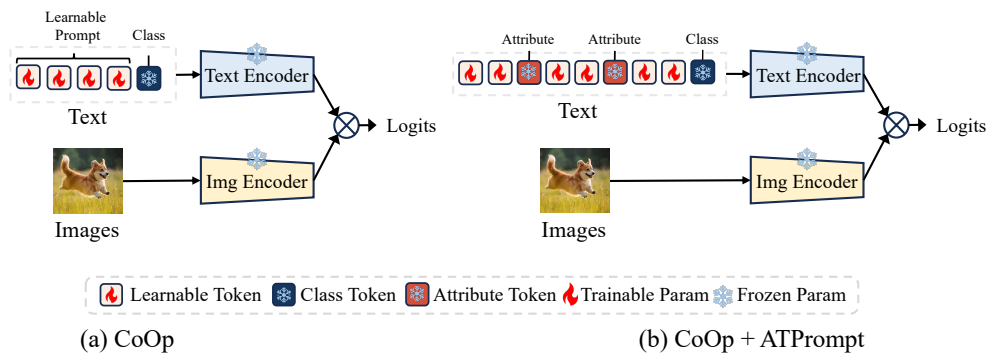 Learnable
Prompt
Class
Text Encoder
Text
Logits
Img Encoder
Images
Attribute
Attribute
Class
Text Encoder
Text
Logits
Img Encoder
Images
Learnable Token
Class Token
Attribute Token
Trainable Param
Frozen Param
(a) CoOp
(b) CoOp + ATPrompt